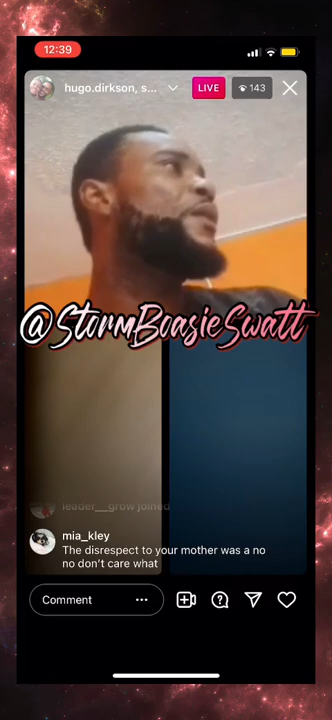 12:39
hugo.dirkson, s...
LIVE
143
@StormBoasieSwatt
leader__grow joined
mia_kley
The disrespect to your mother was a no
no don't care what
Comment